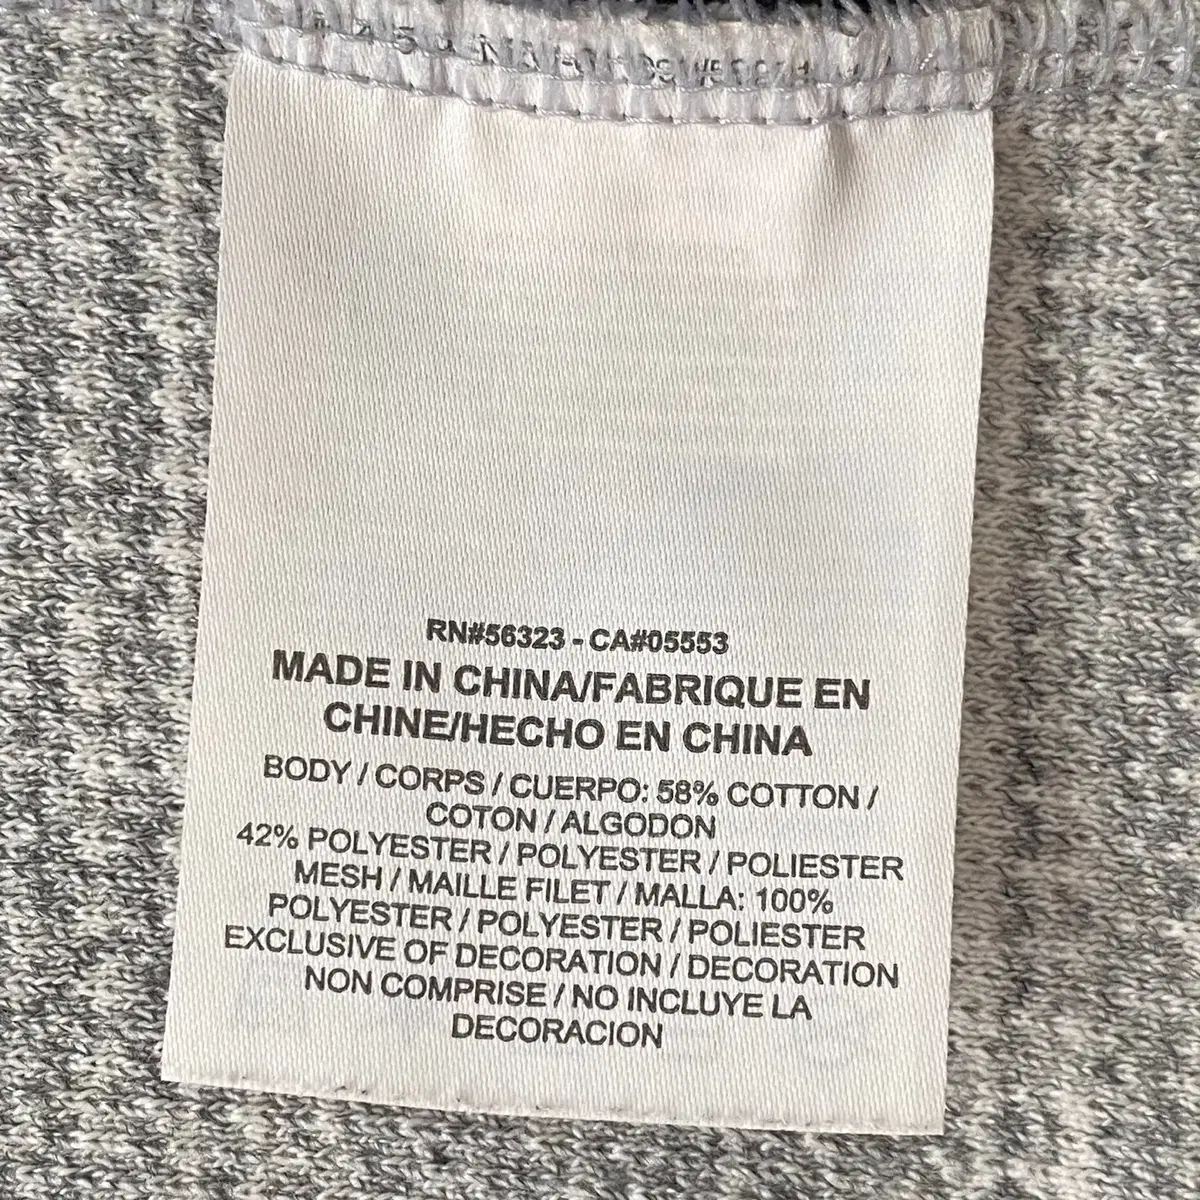 RN#56323 - CA#05553
MADE IN CHINA/FABRIQUE EN
CHINE/HECHO EN CHINA
BODY / CORPS / CUERPO: 58% COTTON /
COTON / ALGODON
42% POLYESTER / POLYESTER / POLIESTER
MESH / MAILLE FILET / MALLA: 100%
POLYESTER / POLYESTER / POLIESTER
EXCLUSIVE OF DECORATION / DECORATION
NON COMPRISE / NO INCLUYE LA
DECORACION